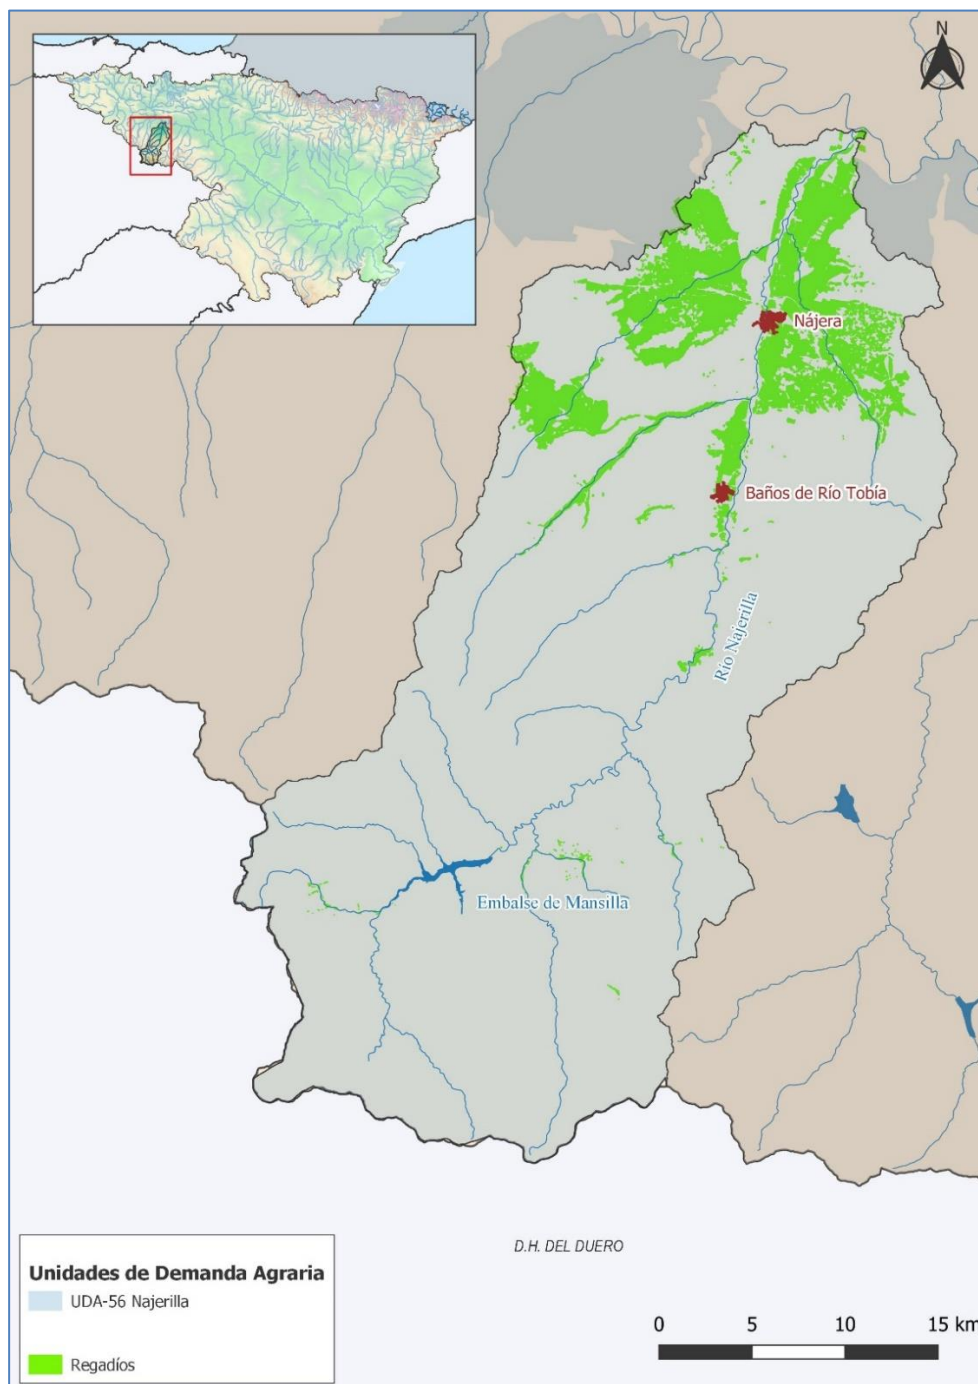 N
Nájera
Baños de Río Tobía
Río Najerilla
Embalse de Mansilla
D.H. DEL DUERO
Unidades de Demanda Agraria
UDA-56 Najerilla
Regadíos
0 5 10 15 km